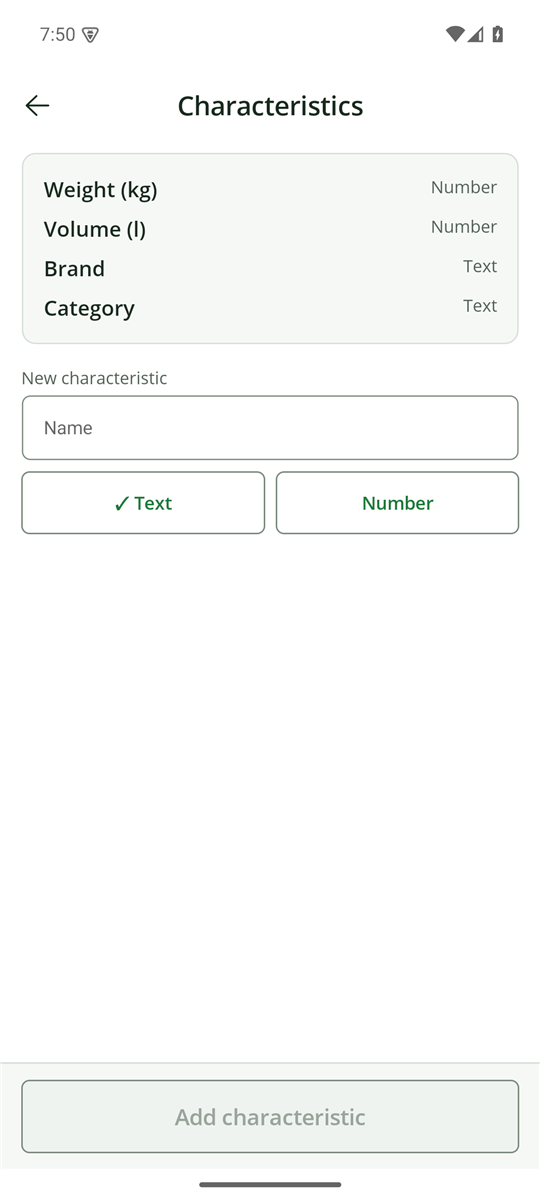 7:50
Characteristics
Weight (kg) Number
Volume (l) Number
Brand Text
Category Text
New characteristic
Name
✓ Text Number
Add characteristic